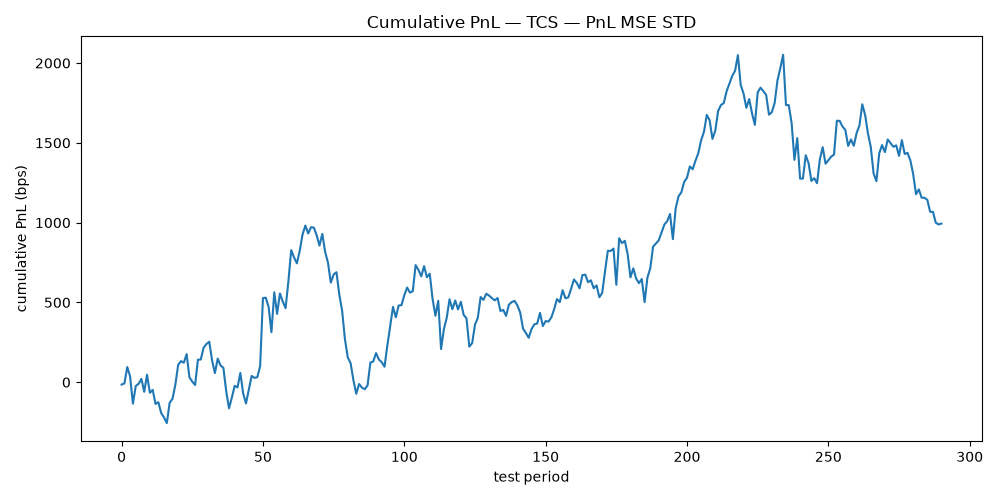 Cumulative PnL — TCS — PnL MSE STD
cumulative PnL (bps)
2000
1500
1000
500
0
0 50 100 150 200 250 300
test period